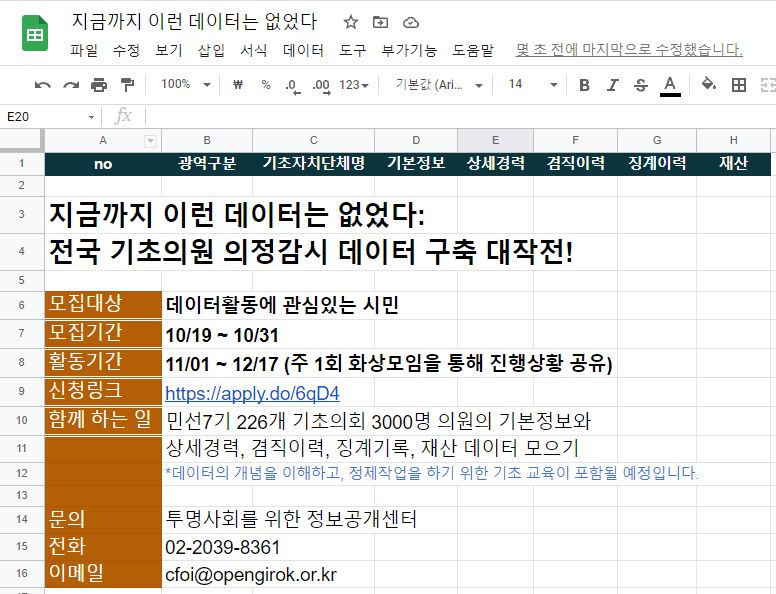 지금까지 이런 데이터는 없었다
파일 수정 보기 삽입 서식 데이터 도구 부가기능 도움말 몇 초 전에 마지막으로 수정했습니다.
100% ₩ % .0 .00 123 기본값 (Ari... 14 B I S A
E20 fx
A B C D E F G H
1 no 광역구분 기초자치단체명 기본정보 상세경력 겸직이력 징계이력 재산
2
3 지금까지 이런 데이터는 없었다:
4 전국 기초의원 의정감시 데이터 구축 대작전!
5
6 모집대상 데이터활동에 관심있는 시민
7 모집기간 10/19 ~ 10/31
8 활동기간 11/01 ~ 12/17 (주 1회 화상모임을 통해 진행상황 공유)
9 신청링크 https://apply.do/6qD4
10 함께 하는 일 민선7기 226개 기초의회 3000명 의원의 기본정보와
11 상세경력, 겸직이력, 징계기록, 재산 데이터 모으기
12 *데이터의 개념을 이해하고, 정제작업을 하기 위한 기초 교육이 포함될 예정입니다.
13
14 문의 투명사회를 위한 정보공개센터
15 전화 02-2039-8361
16 이메일 cfoi@opengirok.or.kr